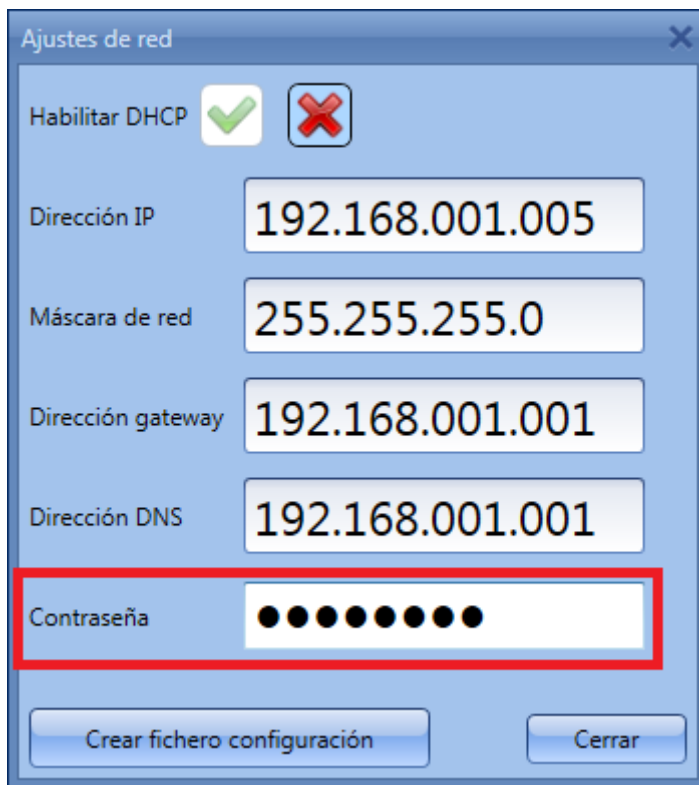 Ajustes de red
Habilitar DHCP
Dirección IP 192.168.001.005
Máscara de red 255.255.255.0
Dirección gateway 192.168.001.001
Dirección DNS 192.168.001.001
Contraseña ●●●●●●●●
Crear fichero configuración Cerrar